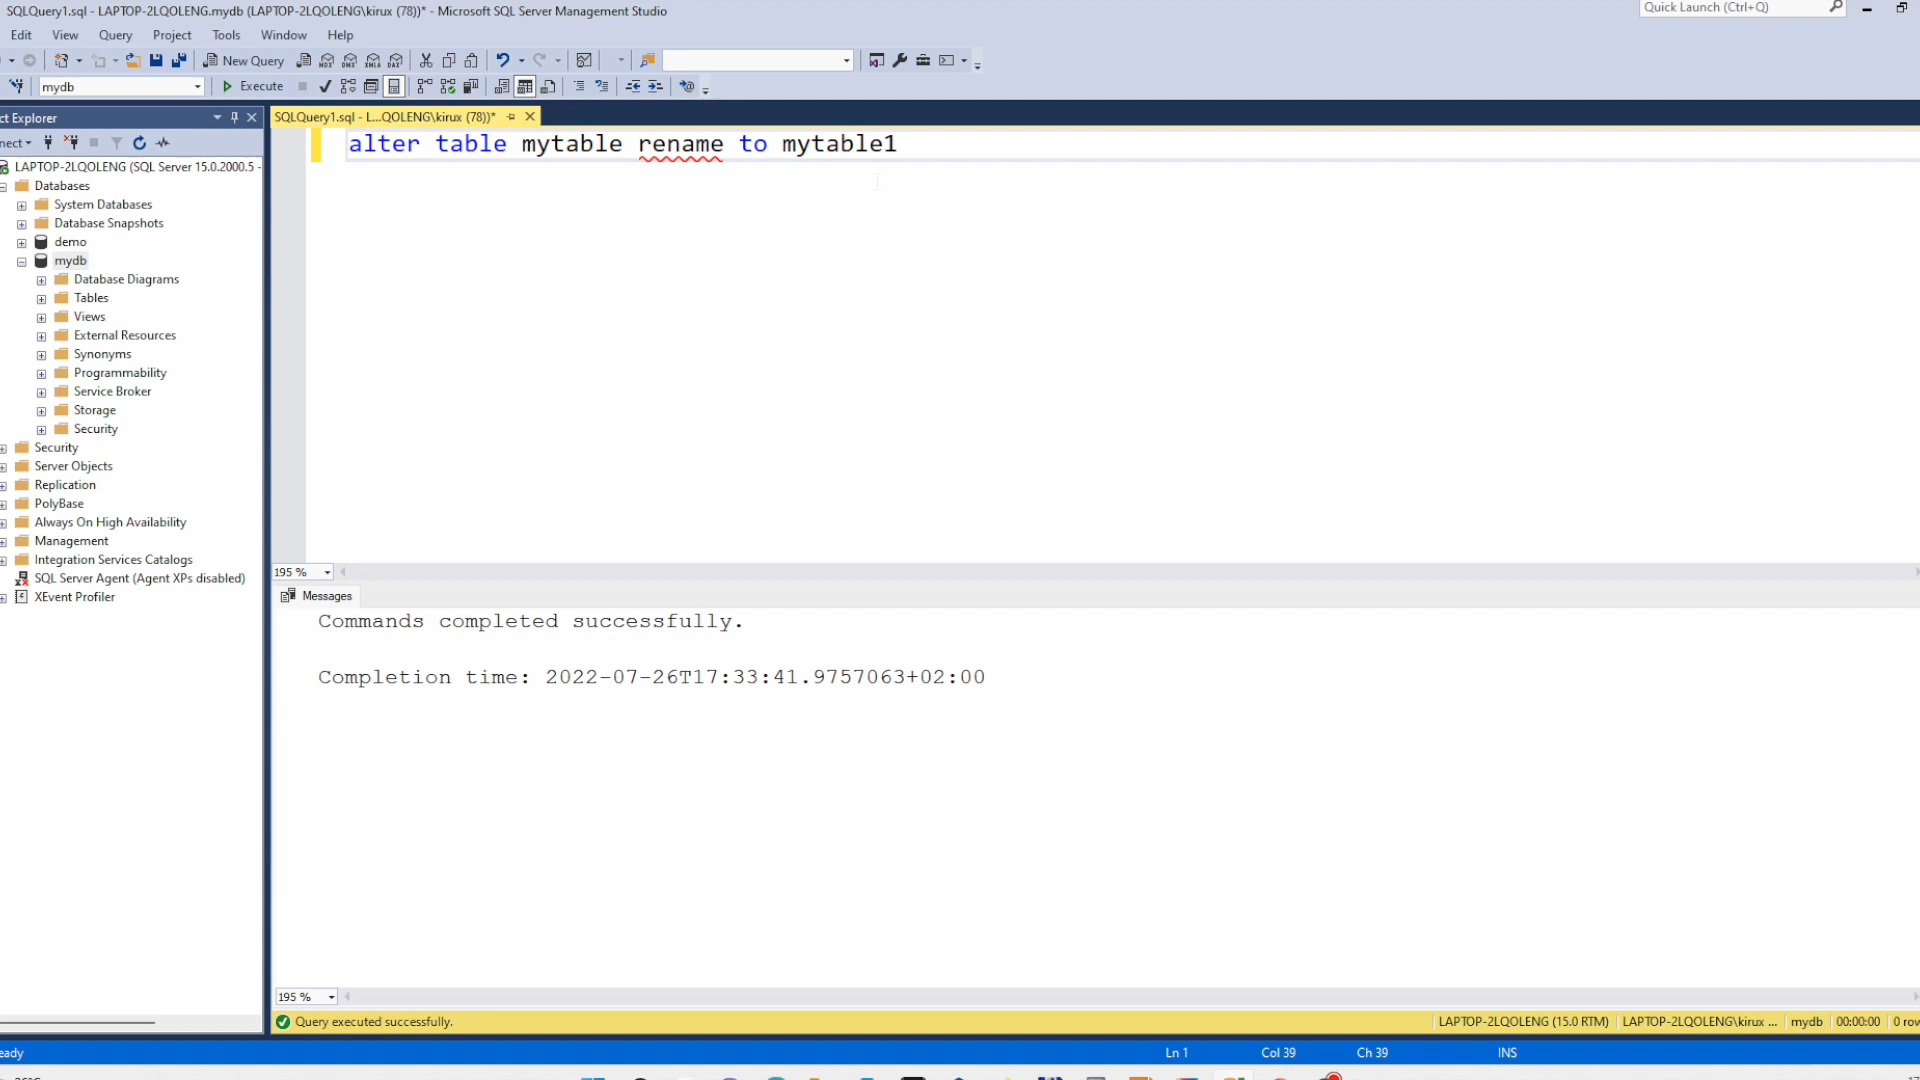 SQLQuery1.sql - LAPTOP-2LQOLENG.mydb (LAPTOP-2LQOLENG\kirux (78))* - Microsoft SQL Server Management Studio
Quick Launch (Ctrl+Q)
Edit View Query Project Tools Window Help
New Query
mydb
Execute
SQLQuery1.sql - L...QOLENG\kirux (78))*
ct Explorer
nect
alter table mytable rename to mytable1
LAPTOP-2LQOLENG (SQL Server 15.0.2000.5 -
Databases
System Databases
Database Snapshots
demo
mydb
Database Diagrams
Tables
Views
External Resources
Synonyms
Programmability
Service Broker
Storage
Security
Security
Server Objects
Replication
PolyBase
Always On High Availability
Management
Integration Services Catalogs
SQL Server Agent (Agent XPs disabled)
XEvent Profiler
195 %
Messages
Commands completed successfully.
Completion time: 2022-07-26T17:33:41.9757063+02:00
195 %
Query executed successfully.
LAPTOP-2LQOLENG (15.0 RTM) LAPTOP-2LQOLENG\kirux ... mydb 00:00:00 0 row
eady
Ln 1 Col 39 Ch 39 INS